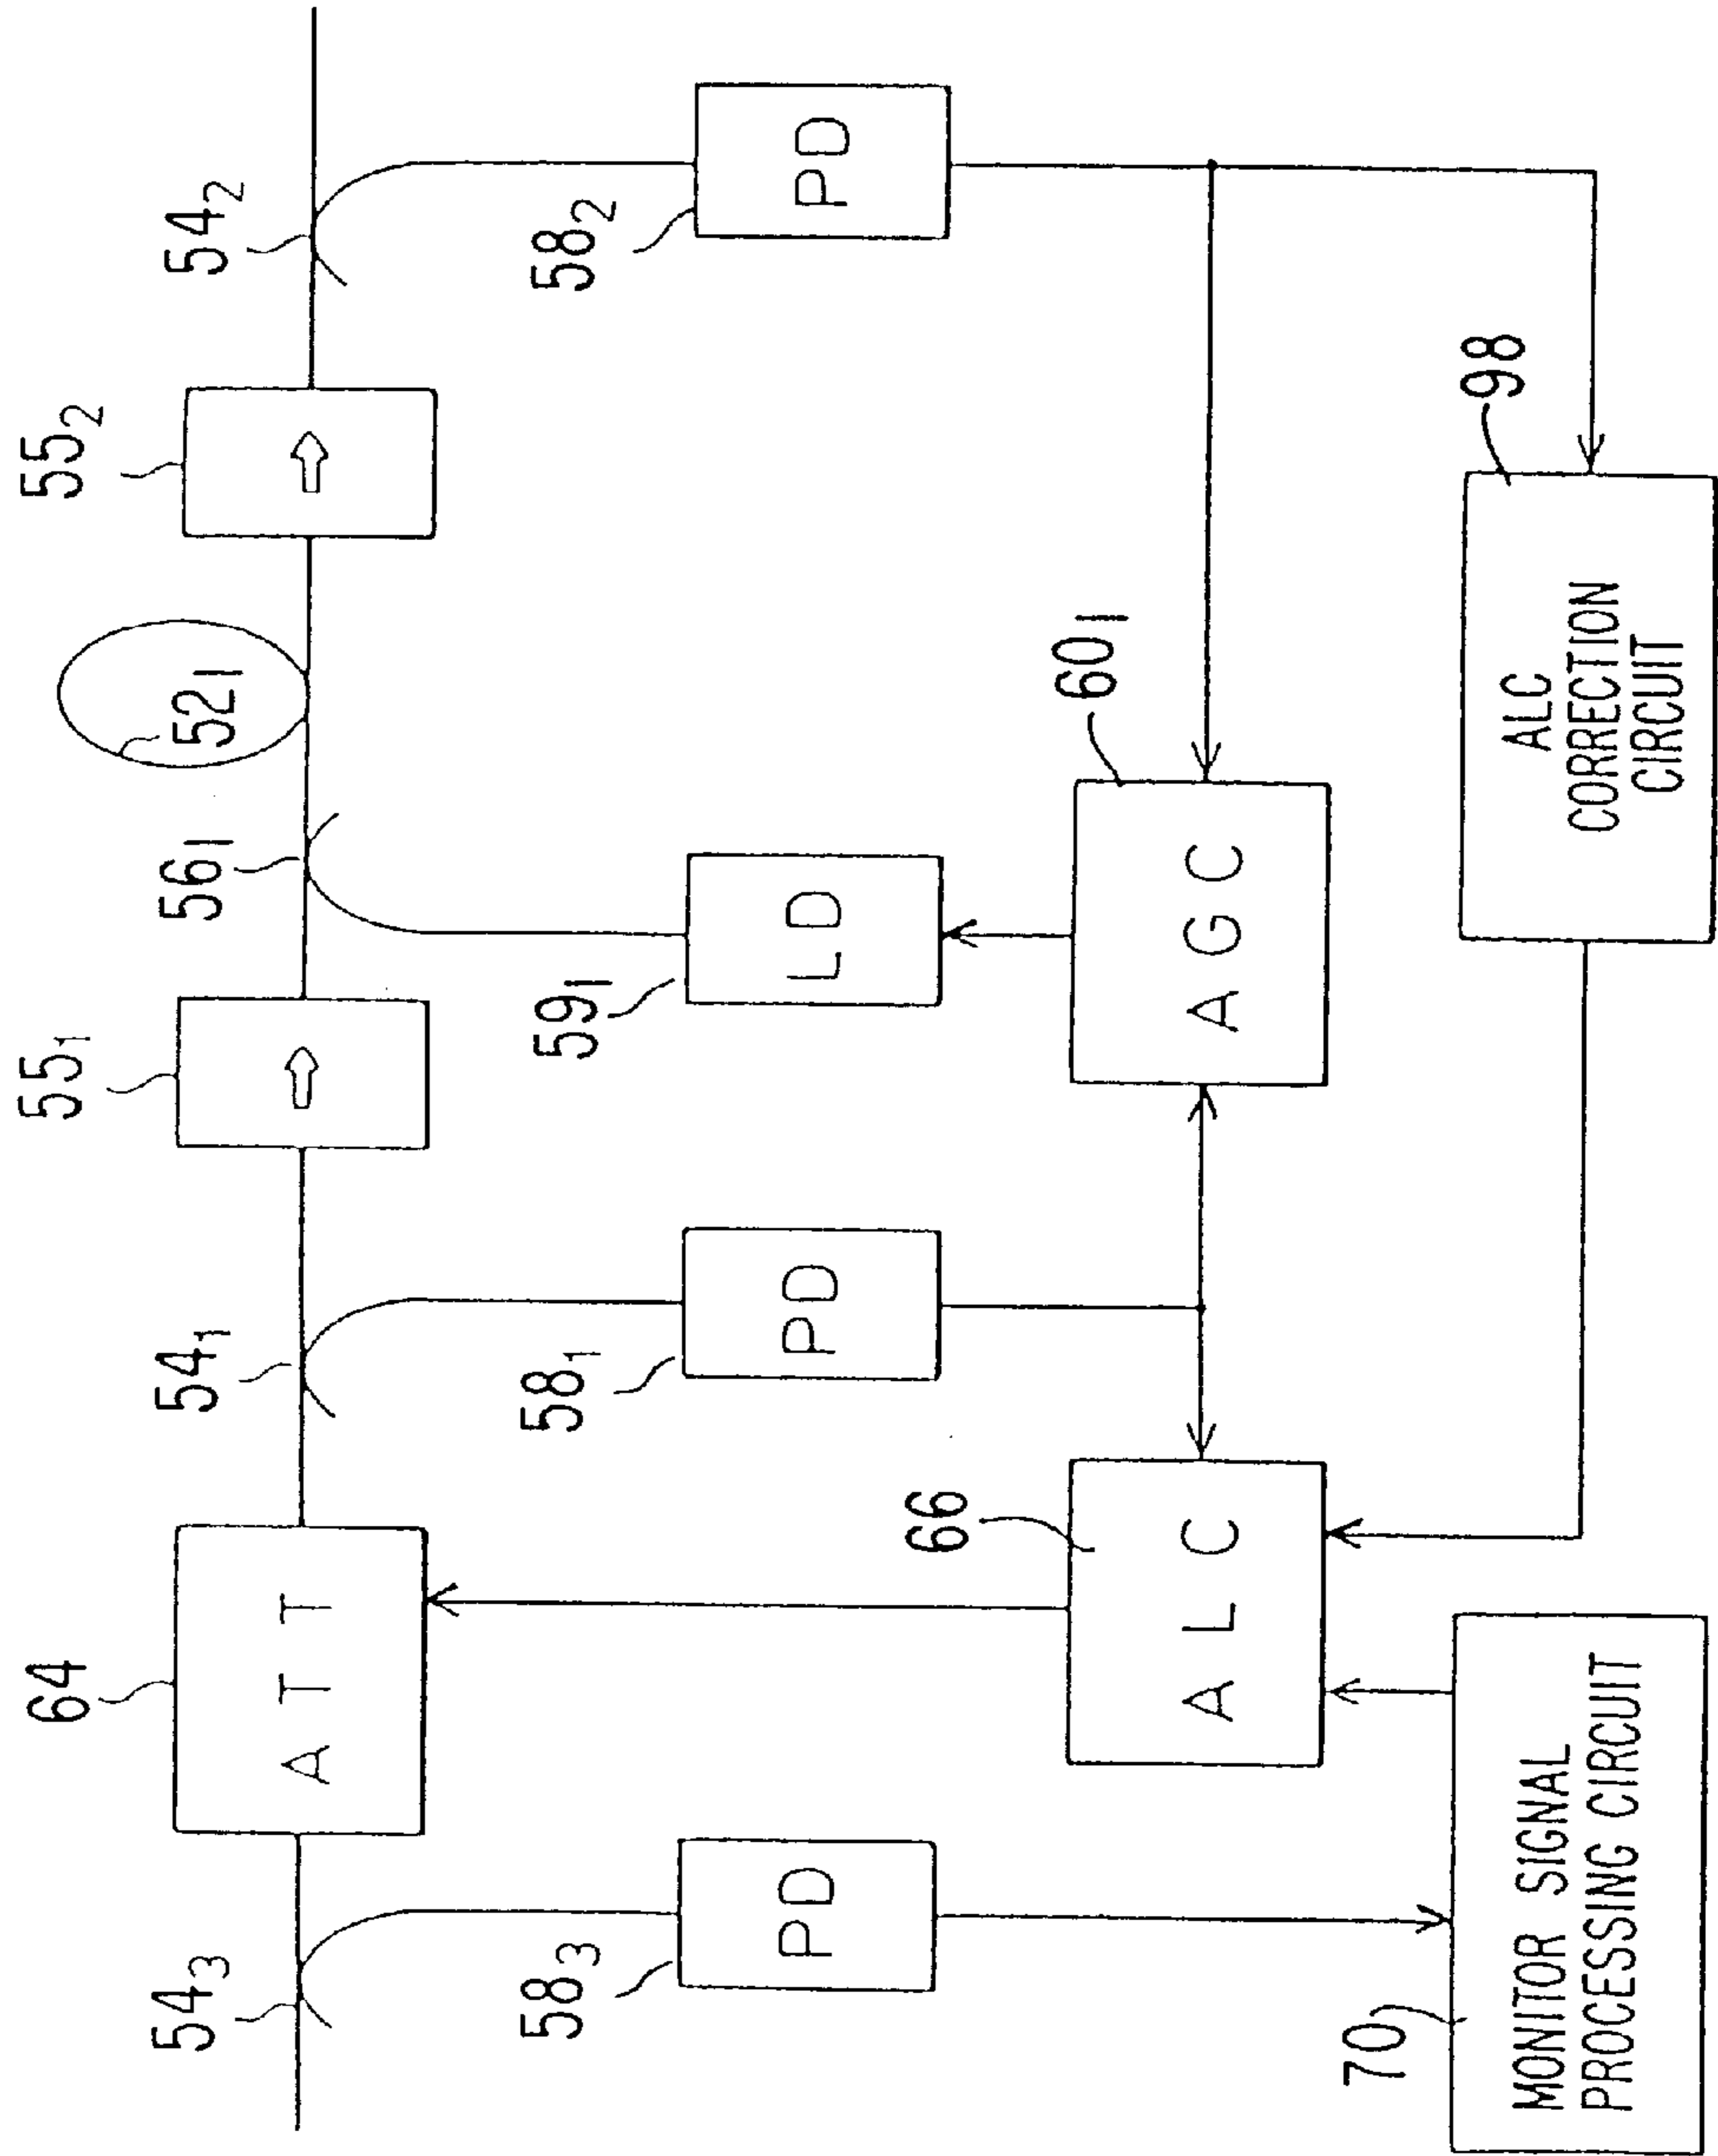 54₃
64
54₁
55₁
56₁
52₁
55₂
54₂
ATT
58₃
PD
58₁
PD
59₁
LD
58₂
PD
66
ALC
60₁
AGC
70
MONITOR SIGNAL
PROCESSING CIRCUIT
98
ALC
CORRECTION
CIRCUIT